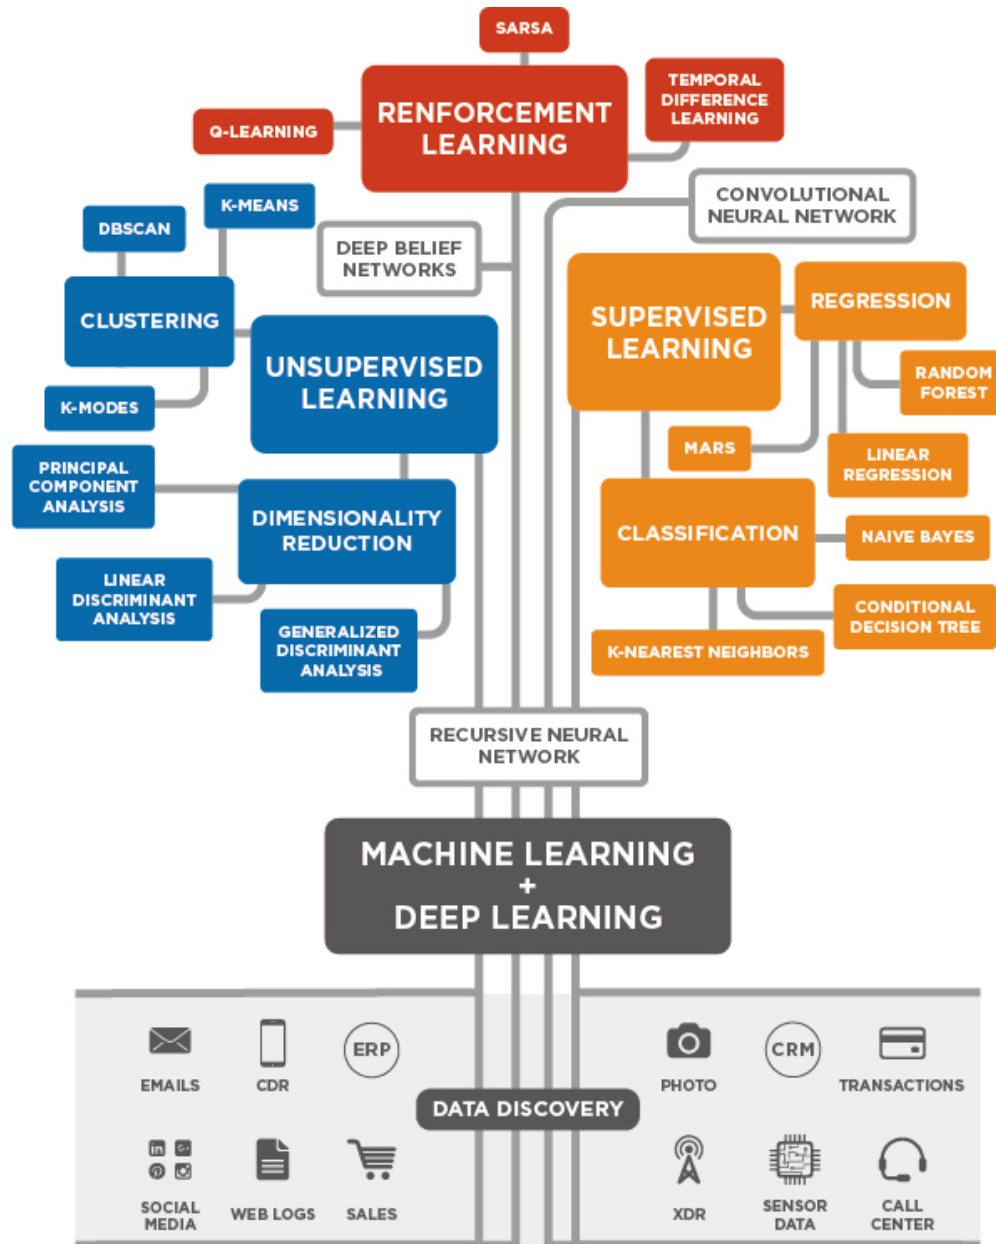 SARSA
RENFORCEMENT
LEARNING
TEMPORAL
DIFFERENCE
LEARNING
Q-LEARNING
CONVOLUTIONAL
NEURAL NETWORK
K-MEANS
DBSCAN
DEEP BELIEF
NETWORKS
CLUSTERING
UNSUPERVISED
LEARNING
K-MODES
SUPERVISED
LEARNING
REGRESSION
RANDOM
FOREST
MARS
LINEAR
REGRESSION
PRINCIPAL
COMPONENT
ANALYSIS
DIMENSIONALITY
REDUCTION
LINEAR
DISCRIMINANT
ANALYSIS
GENERALIZED
DISCRIMINANT
ANALYSIS
CLASSIFICATION
NAIVE BAYES
CONDITIONAL
DECISION TREE
K-NEAREST NEIGHBORS
RECURSIVE NEURAL
NETWORK
MACHINE LEARNING
+
DEEP LEARNING
ERP
CRM
EMAILS
CDR
PHOTO
TRANSACTIONS
DATA DISCOVERY
in
G+
SOCIAL
MEDIA
WEB LOGS
SALES
XDR
SENSOR
DATA
CALL
CENTER